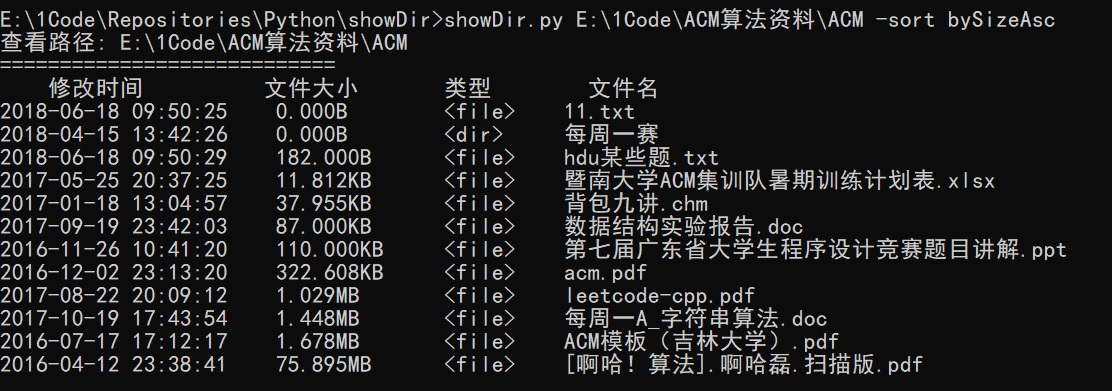 E:\1Code\Repositories\Python\showDir>showDir.py E:\1Code\ACM算法资料\ACM -sort bySizeAsc
查看路径: E:\1Code\ACM算法资料\ACM
============================
修改时间 文件大小 类型 文件名
2018-06-18 09:50:25 0.000B <file> 11.txt
2018-04-15 13:42:26 0.000B <dir> 每周一赛
2018-06-18 09:50:29 182.000B <file> hdu某些题.txt
2017-05-25 20:37:25 11.812KB <file> 暨南大学ACM集训队暑期训练计划表.xlsx
2017-01-18 13:04:57 37.955KB <file> 背包九讲.chm
2017-09-19 23:42:03 87.000KB <file> 数据结构实验报告.doc
2016-11-26 10:41:20 110.000KB <file> 第七届广东省大学生程序设计竞赛题目讲解.ppt
2016-12-02 23:13:20 322.608KB <file> acm.pdf
2017-08-22 20:09:12 1.029MB <file> leetcode-cpp.pdf
2017-10-19 17:43:54 1.448MB <file> 每周一A_字符串算法.doc
2016-07-17 17:12:17 1.678MB <file> ACM模板（吉林大学）.pdf
2016-04-12 23:38:41 75.895MB <file> [啊哈！算法].啊哈磊.扫描版.pdf